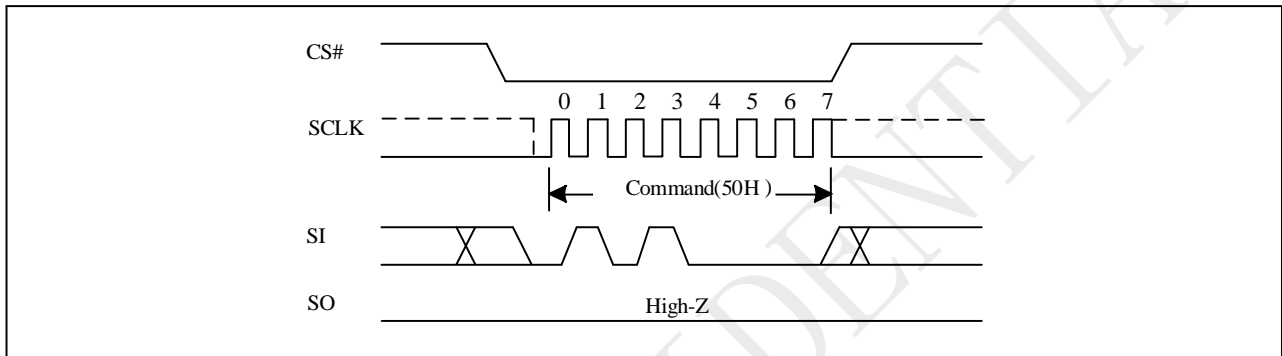 CS#
0 1 2 3 4 5 6 7
SCLK
Command(50H )
SI
SO
High-Z